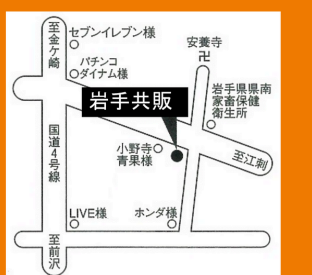 至金ケ崎
セブンイレブン様
パチンコ
ダイナム様
安養寺
卍
岩手共販
岩手県県南
家畜保健
衛生所
国道4号線
小野寺
青果様
至江刺
LIVE様
ホンダ様
至前沢